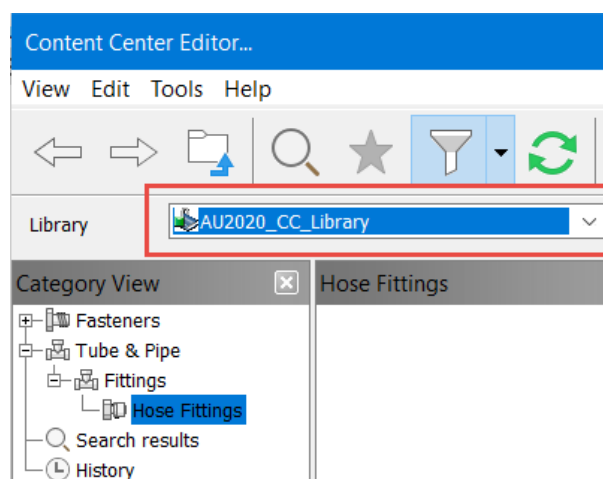 Content Center Editor...
View Edit Tools Help
Library AU2020_CC_Library
Category View
Hose Fittings
Fasteners
Tube & Pipe
Fittings
Hose Fittings
Search results
History